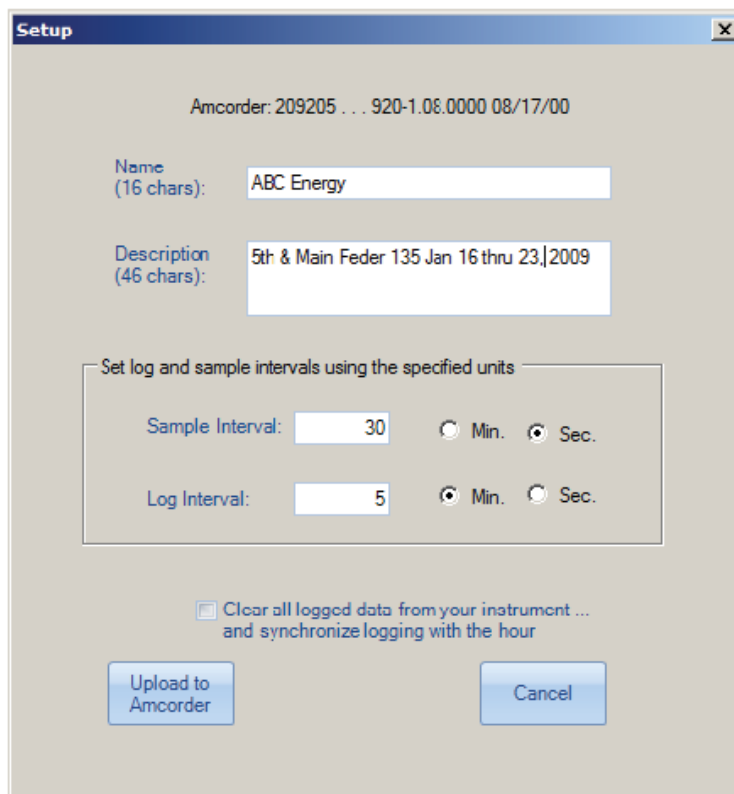 Setup
Amcorder: 209205 . . . 920-1.08.0000 08/17/00
Name
(16 chars):
ABC Energy
Description
(46 chars):
5th & Main Feder 135 Jan 16 thru 23, 2009
Set log and sample intervals using the specified units
Sample Interval: 30 Min. Sec.
Log Interval: 5 Min. Sec.
Clear all logged data from your instrument ...
and synchronize logging with the hour
Upload to
Amcorder
Cancel